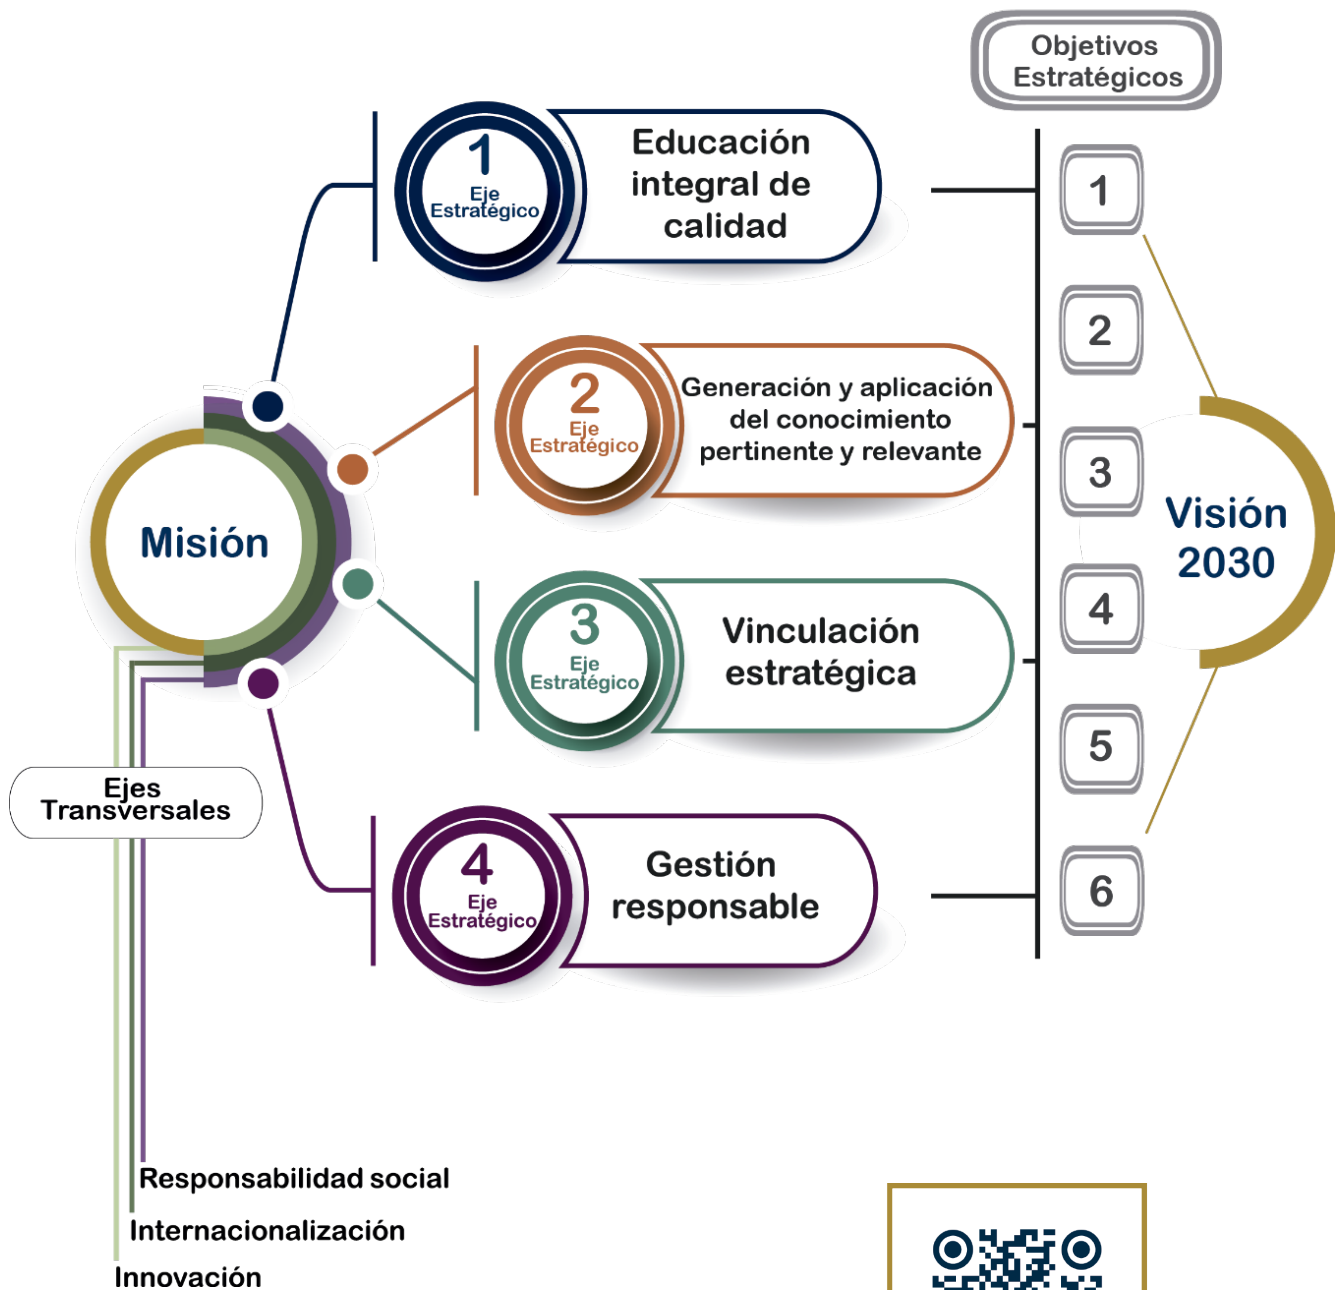 Objetivos
Estratégicos
1
Eje
Estratégico
Educación
integral de
calidad
2
Eje
Estratégico
Generación y aplicación
del conocimiento
pertinente y relevante
3
Eje
Estratégico
Vinculación
estratégica
4
Eje
Estratégico
Gestión
responsable
1
2
3
4
5
6
Misión
Visión
2030
Ejes
Transversales
Responsabilidad social
Internacionalización
Innovación